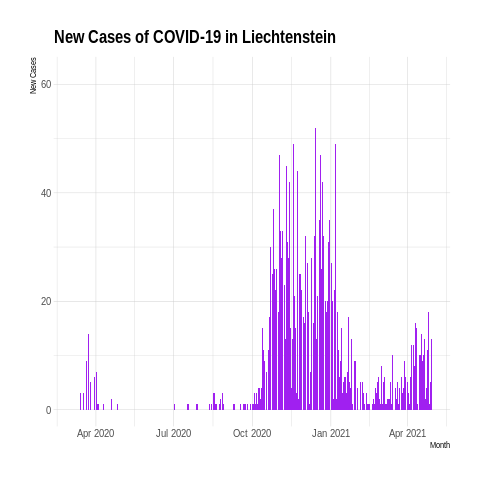 New Cases of COVID-19 in Liechtenstein
New Cases
60
40
20
0
Apr 2020 Jul 2020 Oct 2020 Jan 2021 Apr 2021
Month